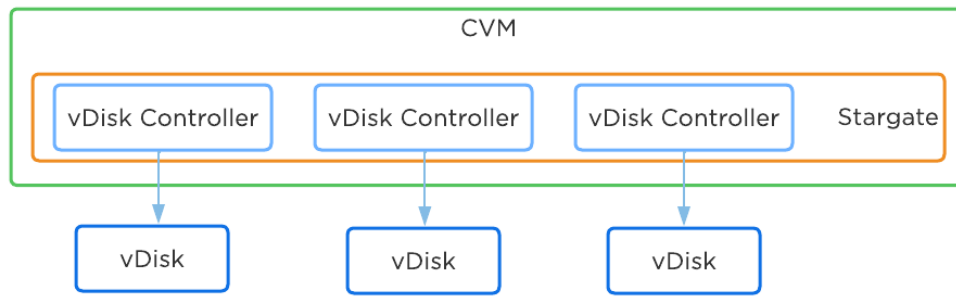 CVM
vDisk Controller
vDisk Controller
vDisk Controller
Stargate
vDisk
vDisk
vDisk